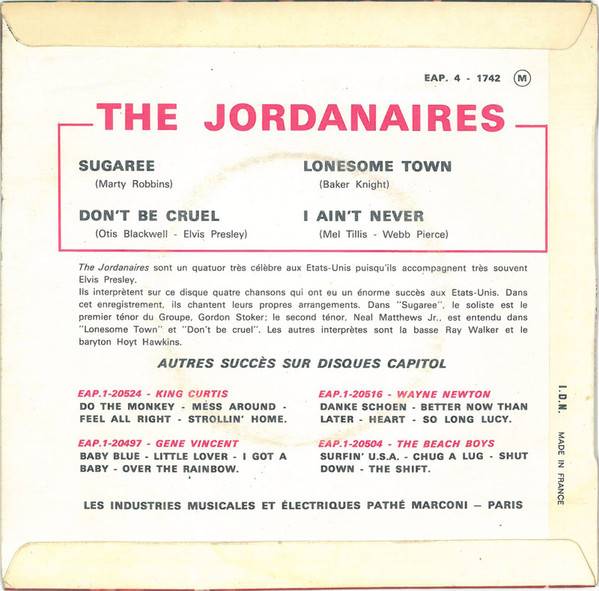 EAP. 4 - 1742 M
THE JORDANAIRES
SUGAREE
(Marty Robbins)
LONESOME TOWN
(Baker Knight)
DON'T BE CRUEL
(Otis Blackwell - Elvis Presley)
I AIN'T NEVER
(Mel Tillis - Webb Pierce)
The Jordanaires sont un quatuor très célèbre aux Etats-Unis puisqu'ils accompagnent très souvent
Elvis Presley.
Ils interprètent sur ce disque quatre chansons qui ont eu un énorme succès aux Etats-Unis. Dans
cet enregistrement, ils chantent leurs propres arrangements. Dans "Sugaree", le soliste est le
premier ténor du Groupe, Gordon Stoker; le second ténor, Neal Matthews Jr., est entendu dans
"Lonesome Town" et "Don't be cruel". Les autres interprètes sont la basse Ray Walker et le
baryton Hoyt Hawkins.
AUTRES SUCCÈS SUR DISQUES CAPITOL
EAP.1-20524 - KING CURTIS
DO THE MONKEY - MESS AROUND -
FEEL ALL RIGHT - STROLLIN' HOME.
EAP.1-20516 - WAYNE NEWTON
DANKE SCHOEN - BETTER NOW THAN
LATER - HEART - SO LONG LUCY.
EAP.1-20497 - GENE VINCENT
BABY BLUE - LITTLE LOVER - I GOT A
BABY - OVER THE RAINBOW.
EAP.1-20504 - THE BEACH BOYS
SURFIN' U.S.A. - CHUG A LUG - SHUT
DOWN - THE SHIFT.
LES INDUSTRIES MUSICALES ET ÉLECTRIQUES PATHÉ MARCONI — PARIS
I.D.N. MADE IN FRANCE